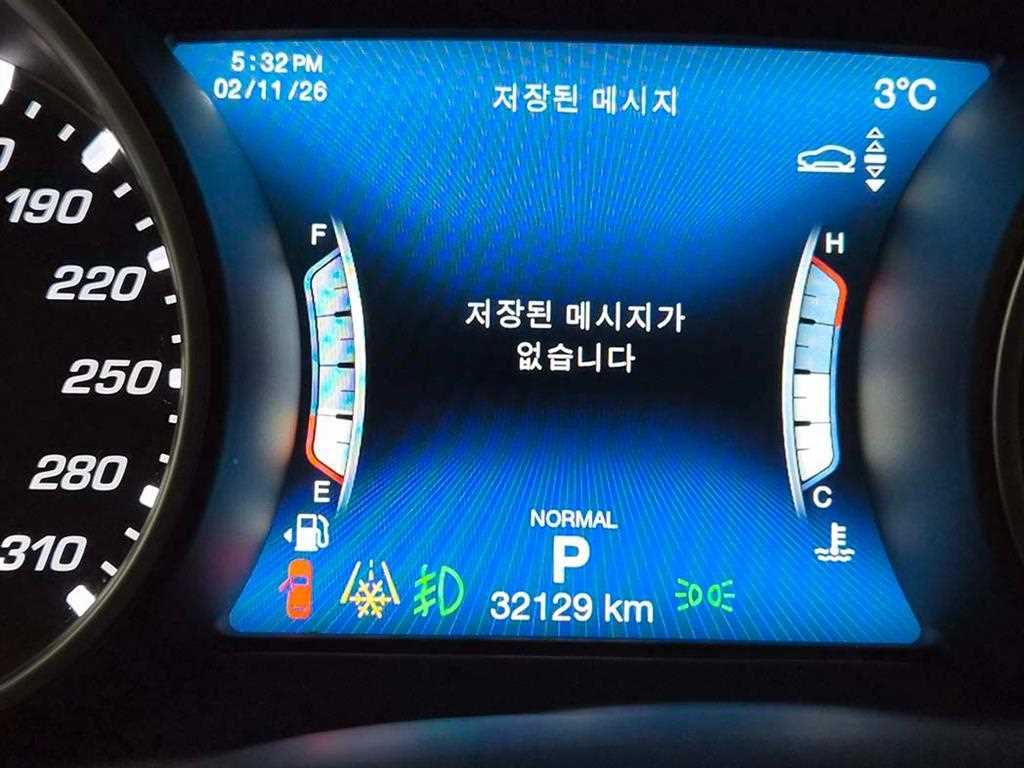 5:32 PM
02/11/26
저장된 메시지
3°C
190
220
250
280
310
F
H
저장된 메시지가
없습니다
E
C
NORMAL
P
32129 km